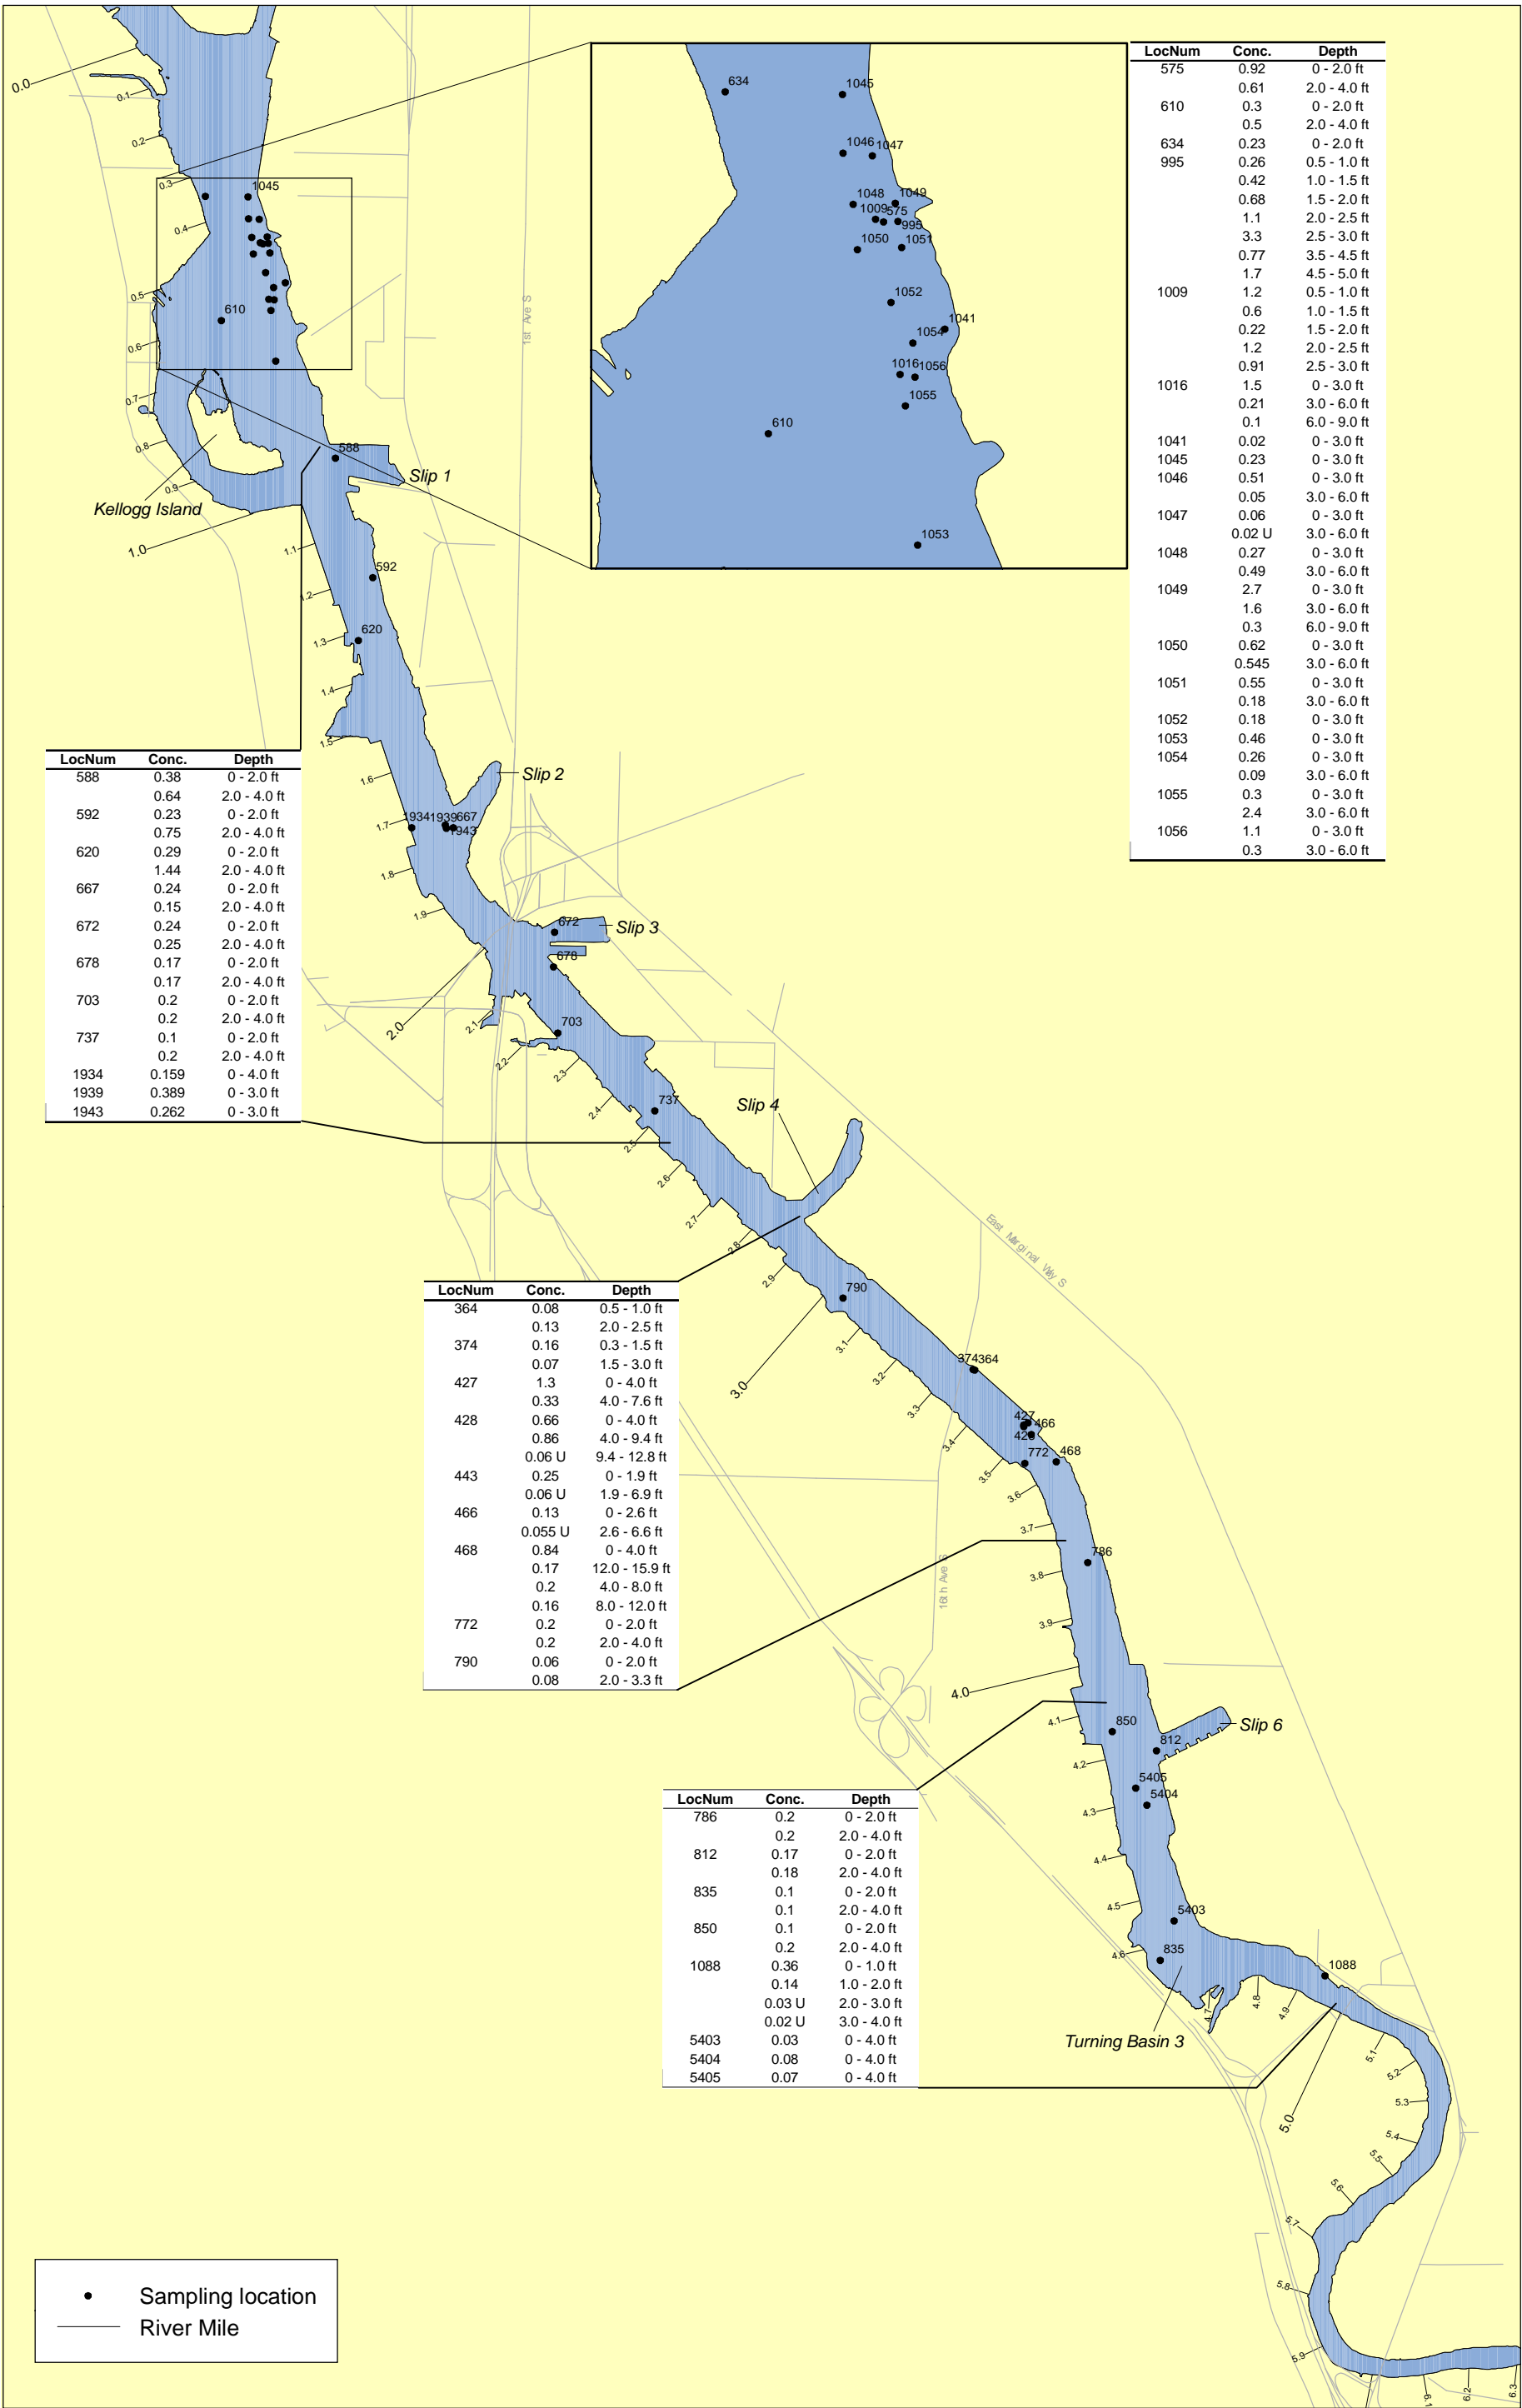 LocNum Conc. Depth
575 0.92 0 - 2.0 ft
0.61 2.0 - 4.0 ft
610 0.3 0 - 2.0 ft
0.5 2.0 - 4.0 ft
634 0.23 0 - 2.0 ft
995 0.26 0.5 - 1.0 ft
0.42 1.0 - 1.5 ft
0.68 1.5 - 2.0 ft
1.1 2.0 - 2.5 ft
3.3 2.5 - 3.0 ft
0.77 3.5 - 4.5 ft
1.7 4.5 - 5.0 ft
1009 1.2 0.5 - 1.0 ft
0.6 1.0 - 1.5 ft
0.22 1.5 - 2.0 ft
1.2 2.0 - 2.5 ft
0.91 2.5 - 3.0 ft
1016 1.5 0 - 3.0 ft
0.21 3.0 - 6.0 ft
0.1 6.0 - 9.0 ft
1041 0.02 0 - 3.0 ft
1045 0.23 0 - 3.0 ft
1046 0.51 0 - 3.0 ft
0.05 3.0 - 6.0 ft
1047 0.06 0 - 3.0 ft
0.02 U 3.0 - 6.0 ft
1048 0.27 0 - 3.0 ft
0.49 3.0 - 6.0 ft
1049 2.7 0 - 3.0 ft
1.6 3.0 - 6.0 ft
0.3 6.0 - 9.0 ft
1050 0.62 0 - 3.0 ft
0.545 3.0 - 6.0 ft
1051 0.55 0 - 3.0 ft
0.18 3.0 - 6.0 ft
1052 0.18 0 - 3.0 ft
1053 0.46 0 - 3.0 ft
1054 0.26 0 - 3.0 ft
0.09 3.0 - 6.0 ft
1055 0.3 0 - 3.0 ft
2.4 3.0 - 6.0 ft
1056 1.1 0 - 3.0 ft
0.3 3.0 - 6.0 ft
634
1045
1046
1047
1048
1049
1009
575
995
1050
1051
1052
1041
1054
1016
1056
1055
610
1053
0.0
0.1
0.2
0.3
1045
0.4
0.5
610
0.6
0.7
0.8
0.9
1.0
Kellogg Island
588
Slip 1
1st Ave S
1.1
592
1.2
620
1.3
1.4
1.5
1.6
Slip 2
1.7
1934
1939
667
1943
1.8
1.9
672
Slip 3
678
2.0
2.1
703
2.2
2.3
2.4
737
2.5
Slip 4
2.6
2.7
2.8
2.9
LocNum Conc. Depth
588 0.38 0 - 2.0 ft
0.64 2.0 - 4.0 ft
592 0.23 0 - 2.0 ft
0.75 2.0 - 4.0 ft
620 0.29 0 - 2.0 ft
1.44 2.0 - 4.0 ft
667 0.24 0 - 2.0 ft
0.15 2.0 - 4.0 ft
672 0.24 0 - 2.0 ft
0.25 2.0 - 4.0 ft
678 0.17 0 - 2.0 ft
0.17 2.0 - 4.0 ft
703 0.2 0 - 2.0 ft
0.2 2.0 - 4.0 ft
737 0.1 0 - 2.0 ft
0.2 2.0 - 4.0 ft
1934 0.159 0 - 4.0 ft
1939 0.389 0 - 3.0 ft
1943 0.262 0 - 3.0 ft
East Marginal Way S
790
3.0
3.1
3.2
3.3
374
364
3.4
427
466
428
3.5
772
468
3.6
3.7
786
3.8
3.9
16th Ave S
LocNum Conc. Depth
364 0.08 0.5 - 1.0 ft
0.13 2.0 - 2.5 ft
374 0.16 0.3 - 1.5 ft
0.07 1.5 - 3.0 ft
427 1.3 0 - 4.0 ft
0.33 4.0 - 7.6 ft
428 0.66 0 - 4.0 ft
0.86 4.0 - 9.4 ft
0.06 U 9.4 - 12.8 ft
443 0.25 0 - 1.9 ft
0.06 U 1.9 - 6.9 ft
466 0.13 0 - 2.6 ft
0.055 U 2.6 - 6.6 ft
468 0.84 0 - 4.0 ft
0.17 12.0 - 15.9 ft
0.2 4.0 - 8.0 ft
0.16 8.0 - 12.0 ft
772 0.2 0 - 2.0 ft
0.2 2.0 - 4.0 ft
790 0.06 0 - 2.0 ft
0.08 2.0 - 3.3 ft
4.0
4.1
850
Slip 6
812
4.2
5405
5404
4.3
4.4
4.5
5403
4.6
835
4.7
4.8
4.9
1088
Turning Basin 3
5.0
5.1
5.2
5.3
5.4
5.5
5.6
5.7
5.8
5.9
6.1
6.2
6.3
LocNum Conc. Depth
786 0.2 0 - 2.0 ft
0.2 2.0 - 4.0 ft
812 0.17 0 - 2.0 ft
0.18 2.0 - 4.0 ft
835 0.1 0 - 2.0 ft
0.1 2.0 - 4.0 ft
850 0.1 0 - 2.0 ft
0.2 2.0 - 4.0 ft
1088 0.36 0 - 1.0 ft
0.14 1.0 - 2.0 ft
0.03 U 2.0 - 3.0 ft
0.02 U 3.0 - 4.0 ft
5403 0.03 0 - 4.0 ft
5404 0.08 0 - 4.0 ft
5405 0.07 0 - 4.0 ft
Sampling location
River Mile